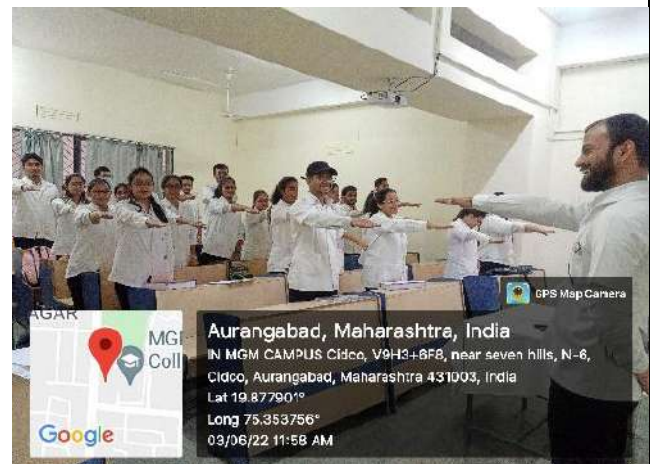 GPS Map Camera
AGAR
MGM
Coll
Google
Aurangabad, Maharashtra, India
IN MGM CAMPUS Cidco, V9H3+6F8, near seven hills, N-6,
Cidco, Aurangabad, Maharashtra 431003, India
Lat 19.877901°
Long 75.353756°
03/06/22 11:58 AM